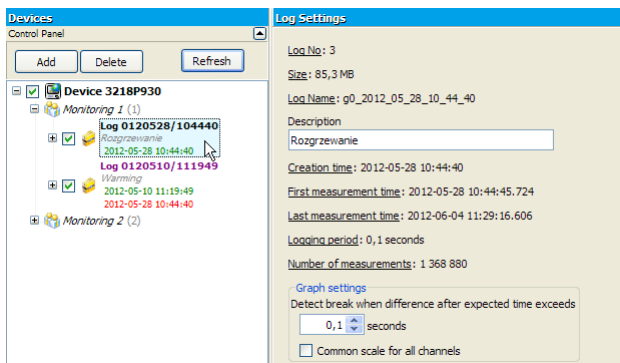 Devices
Control Panel
Add
Delete
Refresh
Device 3218P930
Monitoring 1 (1)
Log 0120528/104440
Rozgrzewanie
2012-05-28 10:44:40
Log 0120510/111949
Warming
2012-05-10 11:19:49
2012-05-28 10:44:40
Monitoring 2 (2)
Log Settings
Log No: 3
Size: 85,3 MB
Log Name: g0_2012_05_28_10_44_40
Description
Rozgrzewanie
Creation time: 2012-05-28 10:44:40
First measurement time: 2012-05-28 10:44:45.724
Last measurement time: 2012-06-04 11:29:16.606
Logging period: 0,1 seconds
Number of measurements: 1 368 880
Graph settings
Detect break when difference after expected time exceeds
0,1 seconds
Common scale for all channels